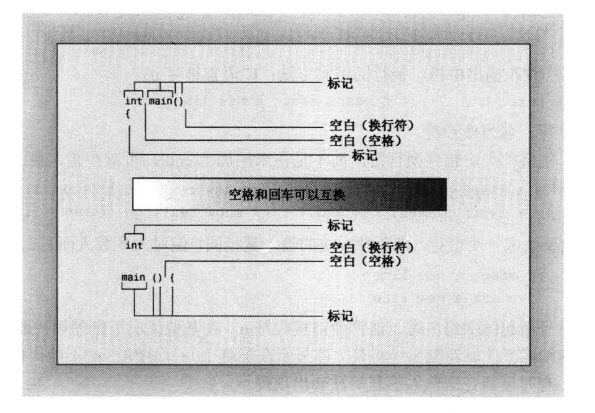 标记
int main()
{
空白（换行符）
空白（空格）
标记
空格和回车可以互换
标记
int
空白（换行符）
空白（空格）
main () {
标记